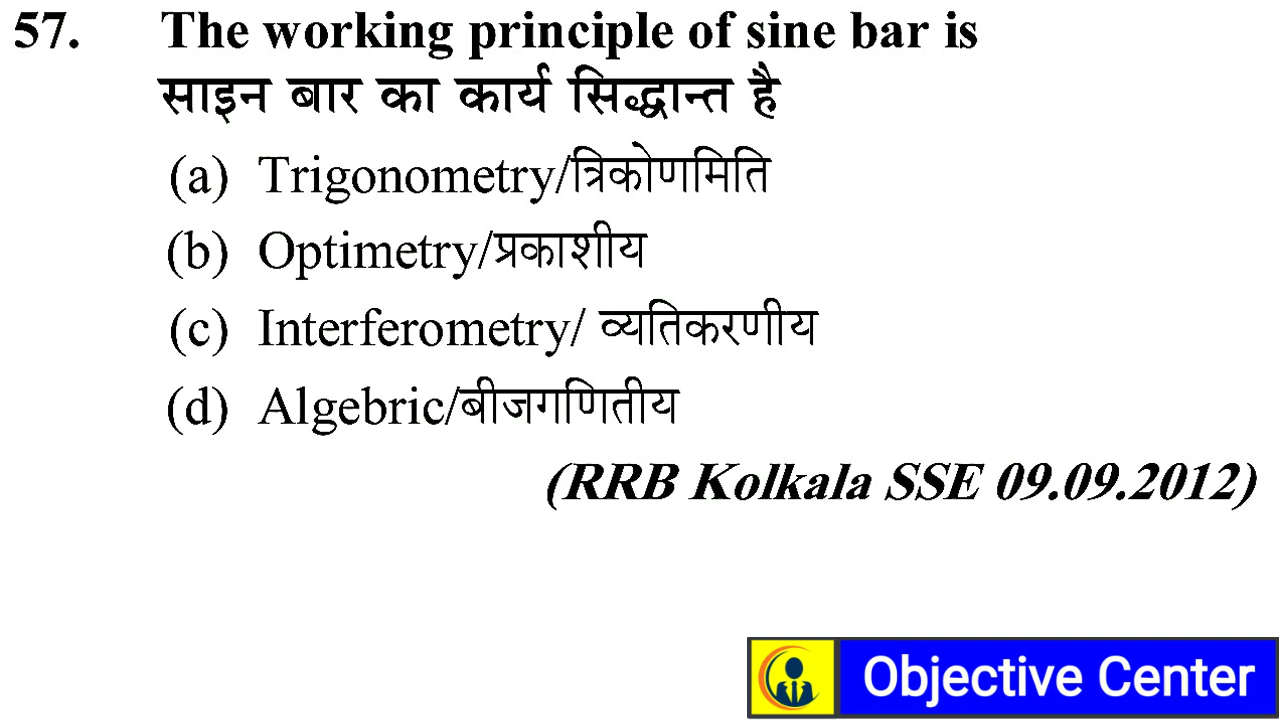 57. The working principle of sine bar is
साइन बार का कार्य सिद्धान्त है
(a) Trigonometry/त्रिकोणमिति
(b) Optimetry/प्रकाशीय
(c) Interferometry/ व्यतिकरणीय
(d) Algebric/बीजगणितीय
(RRB Kolkala SSE 09.09.2012)
Objective Center